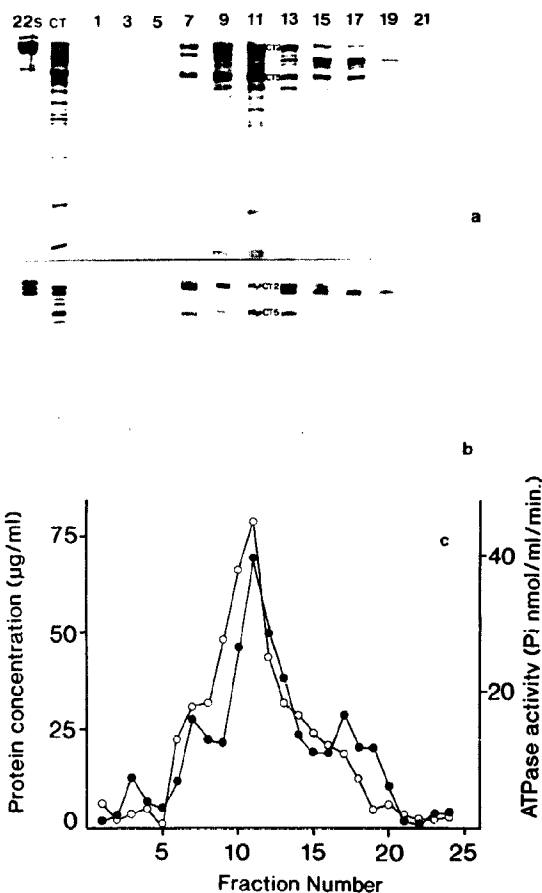 22S CT 1 3 5 7 9 11 13 15 17 19 21
CT2
CT5
a
CT2
CT5
b
c
Protein concentration (µg/ml)
75
50
25
0
ATPase activity (Pi nmol/ml/min.)
40
20
5 10 15 20 25
Fraction Number